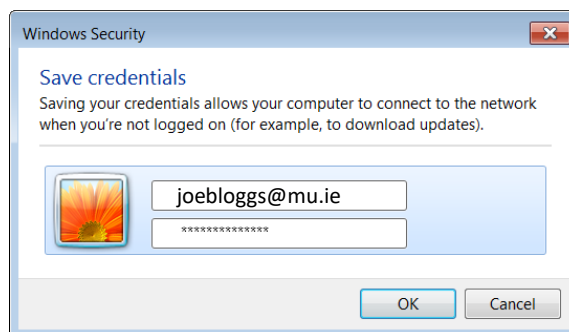 Windows Security
Save credentials
Saving your credentials allows your computer to connect to the network
when you're not logged on (for example, to download updates).
joebloggs@mu.ie
**************
OK
Cancel